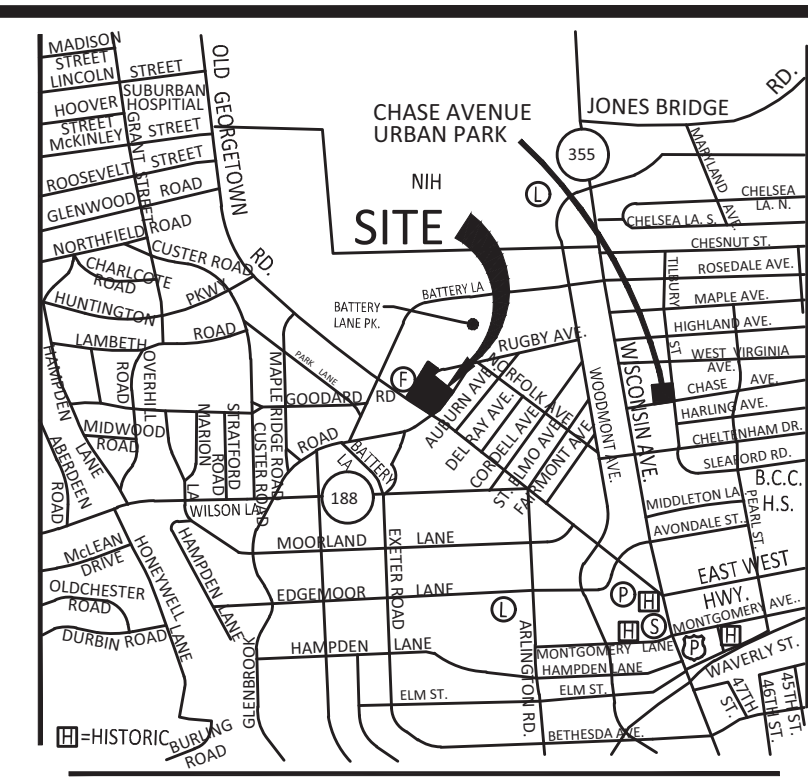 MADISON
STREET
LINCOLN
STREET
HOOVER
STREET
McKINLEY
STREET
SUBURBAN
HOSPITIAL
ROOSEVELT
STREET
GLENWOOD
ROAD
NORTHFIELD ROAD
GRANT STREET
OLD GEORGETOWN
RD.
CUSTER ROAD
CHARLCOTE
ROAD
HUNTINGTON
PKWY
LAMBETH
ROAD
HAMPDEN
LANE
OVERHILL
ROAD
MIDWOOD
ROAD
ABERDEEN
ROAD
MARION
LA
STRATFORD
ROAD
CUSTER ROAD
MAPLE RIDGE ROAD
PARK LANE
GOODARD RD
ROAD
WILSON LA
BATTERY
LA
188
CHASE AVENUE
URBAN PARK
NIH
SITE
BATTERY LA
BATTERY
LANE PK.
F
RUGBY AVE.
NORFOLK AVE
AUBURN AVE
DEL RAY AVE.
CORDELL AVE
ST. ELMO AVE
FAIRMONT AVE
WOODMONT AVE.
WISCONSIN AVE.
355
L
JONES BRIDGE
RD.
MARYLAND AVE.
CHELSEA
LA. N.
CHELSEA LA. S.
CHESNUT ST.
TILBURY ST
ROSEDALE AVE.
MAPLE AVE.
HIGHLAND AVE.
WEST VIRGINIA
AVE.
CHASE AVE.
HARLING AVE.
CHELTENHAM DR.
SLEAFORD RD.
B.C.C.
H.S.
MIDDLETON LA.
AVONDALE ST..
PEARL ST.
EAST WEST
HWY.
MONTGOMERY AVE..
McLEAN
DRIVE
OLDCHESTER
ROAD
DURBIN ROAD
HONEYWELL LANE
HAMPDEN LANE
MOORLAND LANE
EDGEMOOR LANE
HAMPDEN LANE
EXETER ROAD
GLENBROOK
L
ARLINGTON RD.
P
H
H
S
P
H
MONTGOMERY LANE
HAMPDEN LANE
ELM ST.
ELM ST.
BETHESDA AVE.
WAVERLY ST.
47TH
ST.
46TH ST.
45TH ST.
H=HISTORIC
BURLING
ROAD